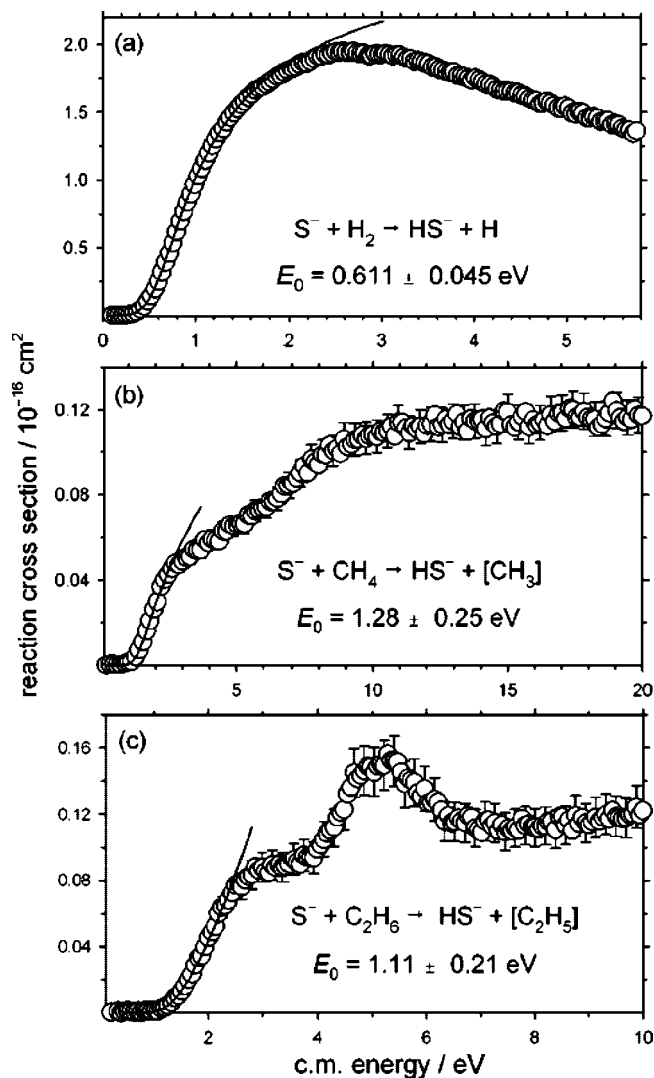 (a)
2.0
1.5
1.0
0.5
S⁻ + H₂ → HS⁻ + H
E₀ = 0.611 ± 0.045 eV
0 1 2 3 4 5
(b)
0.12
0.08
0.04
S⁻ + CH₄ → HS⁻ + [CH₃]
E₀ = 1.28 ± 0.25 eV
5 10 15 20
reaction cross section / 10⁻¹⁶ cm²
(c)
0.16
0.12
0.08
0.04
S⁻ + C₂H₆ → HS⁻ + [C₂H₅]
E₀ = 1.11 ± 0.21 eV
2 4 6 8 10
c.m. energy / eV